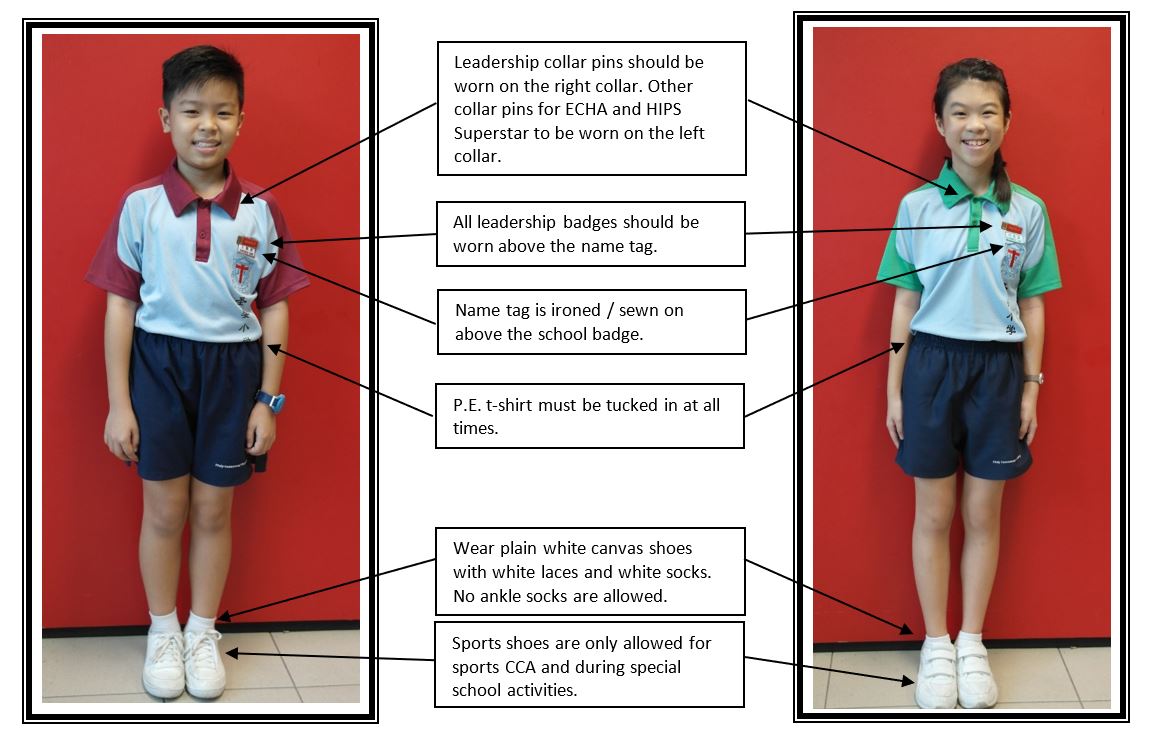 Leadership collar pins should be
worn on the right collar. Other
collar pins for ECHA and HIPS
Superstar to be worn on the left
collar.
All leadership badges should be
worn above the name tag.
Name tag is ironed / sewn on
above the school badge.
P.E. t-shirt must be tucked in at all
times.
Wear plain white canvas shoes
with white laces and white socks.
No ankle socks are allowed.
Sports shoes are only allowed for
sports CCA and during special
school activities.
小学